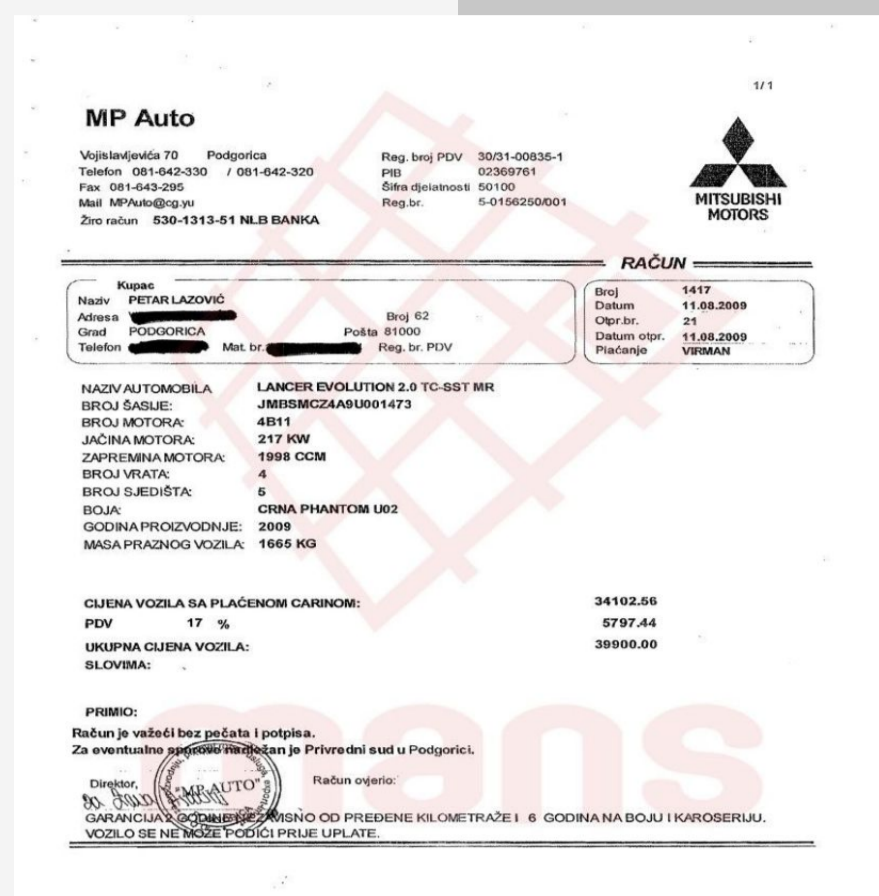 1/1
MP Auto
Vojislavljevića 70 Podgorica
Telefon 081-642-330 / 081-642-320
Fax 081-643-295
Mail MPAuto@cg.yu
Žiro račun 530-1313-51 NLB BANKA
Reg. broj PDV 30/31-00835-1
PIB 02369761
Šifra djelatnosti 50100
Reg.br. 5-0156250/001
MITSUBISHI
MOTORS
RAČUN
Kupac
Naziv PETAR LAZOVIĆ
Adresa Broj 62
Grad PODGORICA Pošta 81000
Telefon Mat. br. Reg. br. PDV
Broj 1417
Datum 11.08.2009
Otpr.br. 21
Datum otpr. 11.08.2009
Plaćanje VIRMAN
NAZIV AUTOMOBILA LANCER EVOLUTION 2.0 TC-SST MR
BROJ ŠASIJE: JMBSMCZ4A9U001473
BROJ MOTORA: 4B11
JAČINA MOTORA: 217 KW
ZAPREMINA MOTORA: 1998 CCM
BROJ VRATA: 4
BROJ SJEDIŠTA: 5
BOJA: CRNA PHANTOM U02
GODINA PROIZVODNJE: 2009
MASA PRAZNOG VOZILA: 1665 KG
CIJENA VOZILA SA PLAĆENOM CARINOM: 34102.56
PDV 17 % 5797.44
UKUPNA CIJENA VOZILA: 39900.00
SLOVIMA:
PRIMIO:
Račun je važeći bez pečata i potpisa.
Za eventualne sporove nadležan je Privredni sud u Podgorici.
Direktor, Račun ovjerio:
"MP AUTO"
GARANCIJA 2 GODINE NEZAVISNO OD PREĐENE KILOMETRAŽE I 6 GODINA NA BOJU I KAROSERIJU.
VOZILO SE NE MOŽE PODIĆI PRIJE UPLATE.
mans